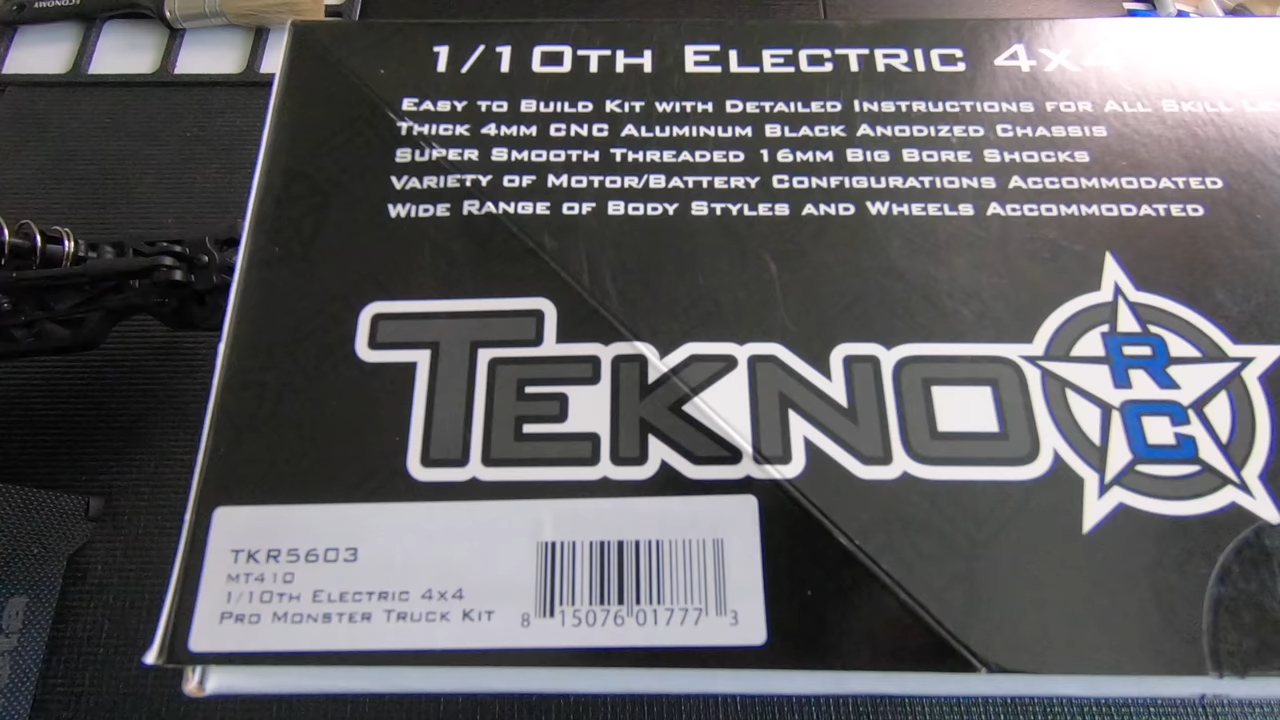 ECONOMY
1/10TH ELECTRIC 4X4
EASY TO BUILD KIT WITH DETAILED INSTRUCTIONS FOR ALL SKILL LE
THICK 4MM CNC ALUMINUM BLACK ANODIZED CHASSIS
SUPER SMOOTH THREADED 16MM BIG BORE SHOCKS
VARIETY OF MOTOR/BATTERY CONFIGURATIONS ACCOMMODATED
WIDE RANGE OF BODY STYLES AND WHEELS ACCOMMODATED
TEKNO RC
TKR5603
MT410
1/10TH ELECTRIC 4X4
PRO MONSTER TRUCK KIT
8 15076 01777 3